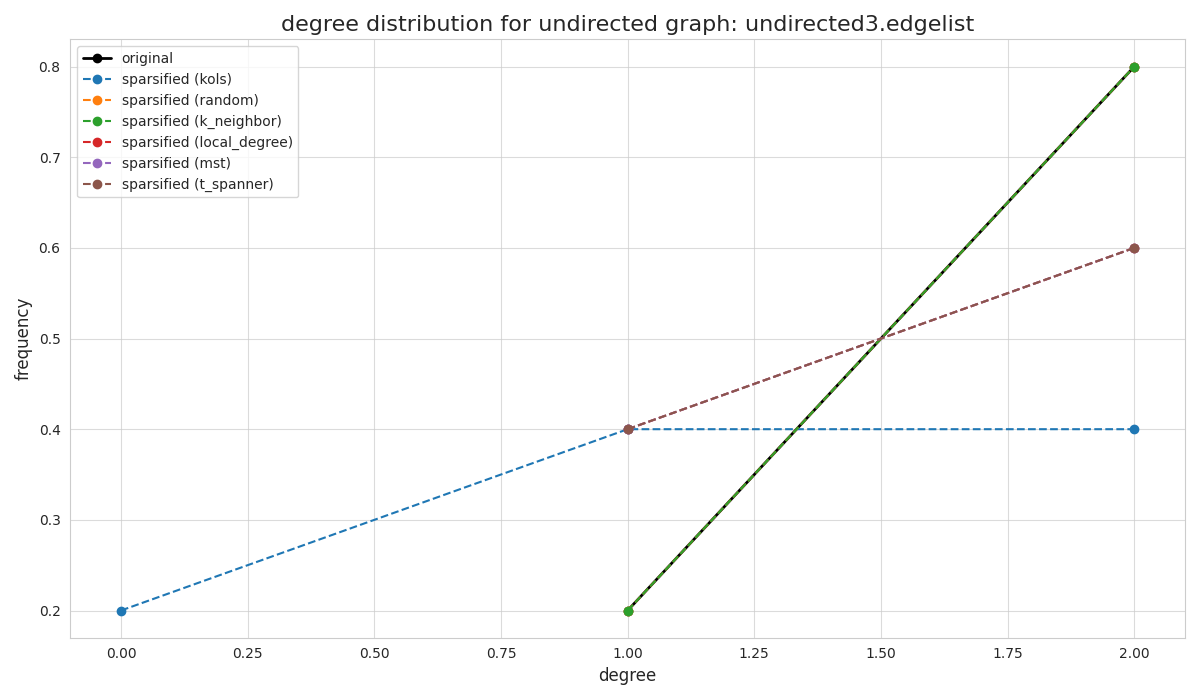 degree distribution for undirected graph: undirected3.edgelist
original
sparsified (kols)
sparsified (random)
sparsified (k_neighbor)
sparsified (local_degree)
sparsified (mst)
sparsified (t_spanner)
frequency
0.8
0.7
0.6
0.5
0.4
0.3
0.2
0.00 0.25 0.50 0.75 1.00 1.25 1.50 1.75 2.00
degree